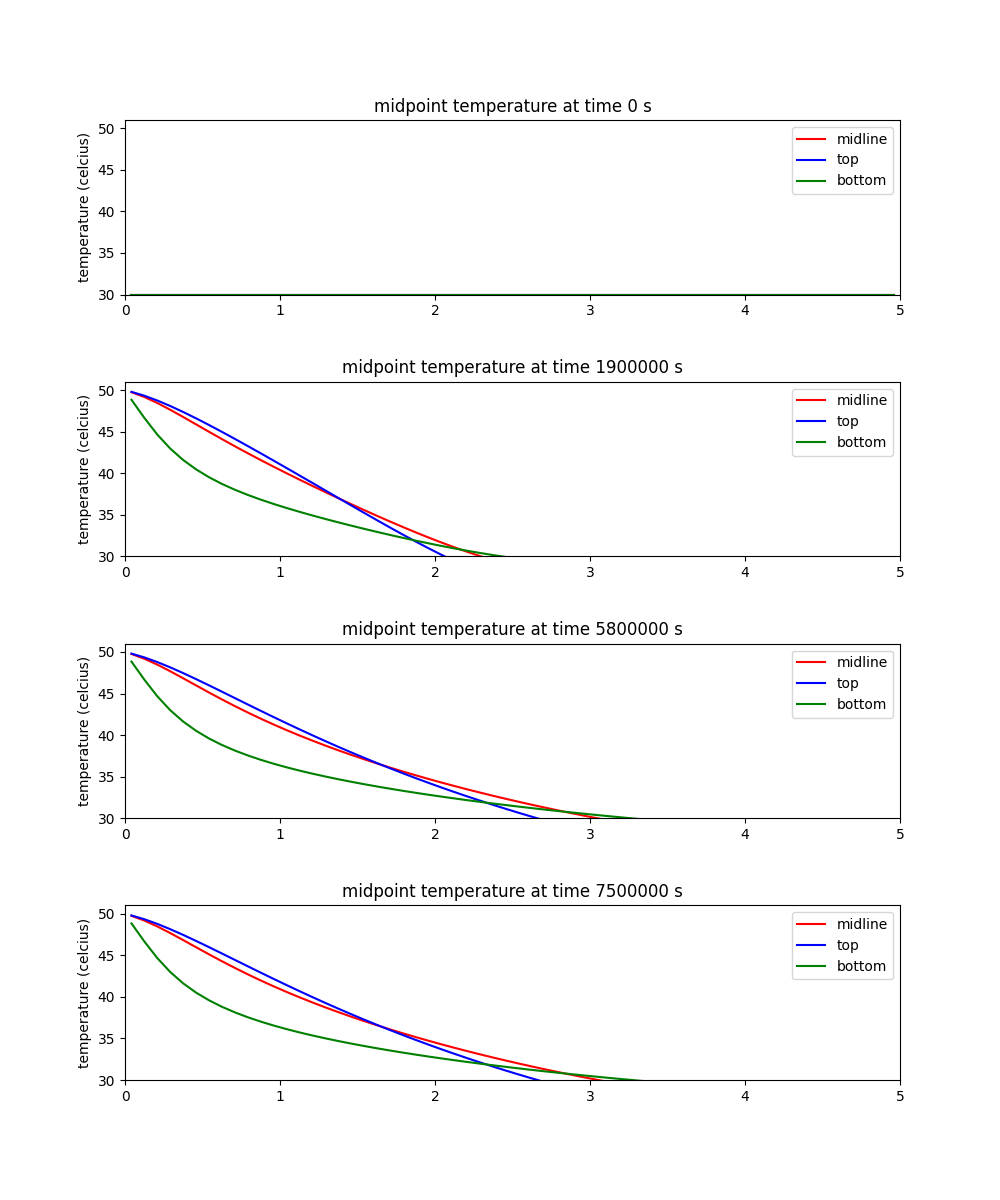 midpoint temperature at time 0 s
temperature (celcius)
50
45
40
35
30
0 1 2 3 4 5
midline
top
bottom
midpoint temperature at time 1900000 s
temperature (celcius)
50
45
40
35
30
0 1 2 3 4 5
midline
top
bottom
midpoint temperature at time 5800000 s
temperature (celcius)
50
45
40
35
30
0 1 2 3 4 5
midline
top
bottom
midpoint temperature at time 7500000 s
temperature (celcius)
50
45
40
35
30
0 1 2 3 4 5
midline
top
bottom